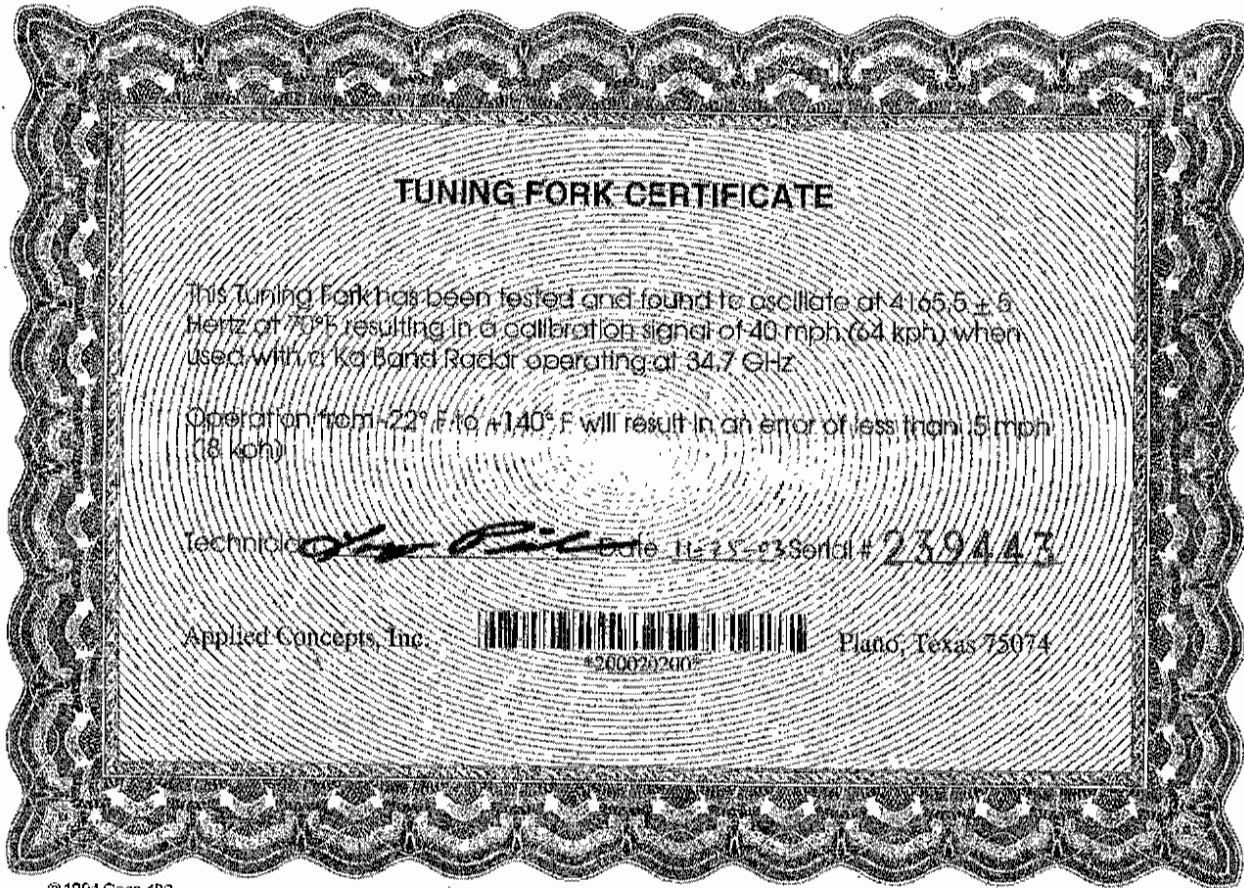 TUNING FORK CERTIFICATE
This Tuning Fork has been tested and found to oscillate at 4165.5 ± 5
Hertz at 70°F resulting in a calibration signal of 40 mph (64 kph) when
used with a Ka Band Radar operating at 34.7 GHz
Operation from -22° F to +140° F will result in an error of less than .5 mph
(.8 kph)
Technician Date Serial # 239443
Applied Concepts, Inc. Plano, Texas 75074
*200020200*
©1994